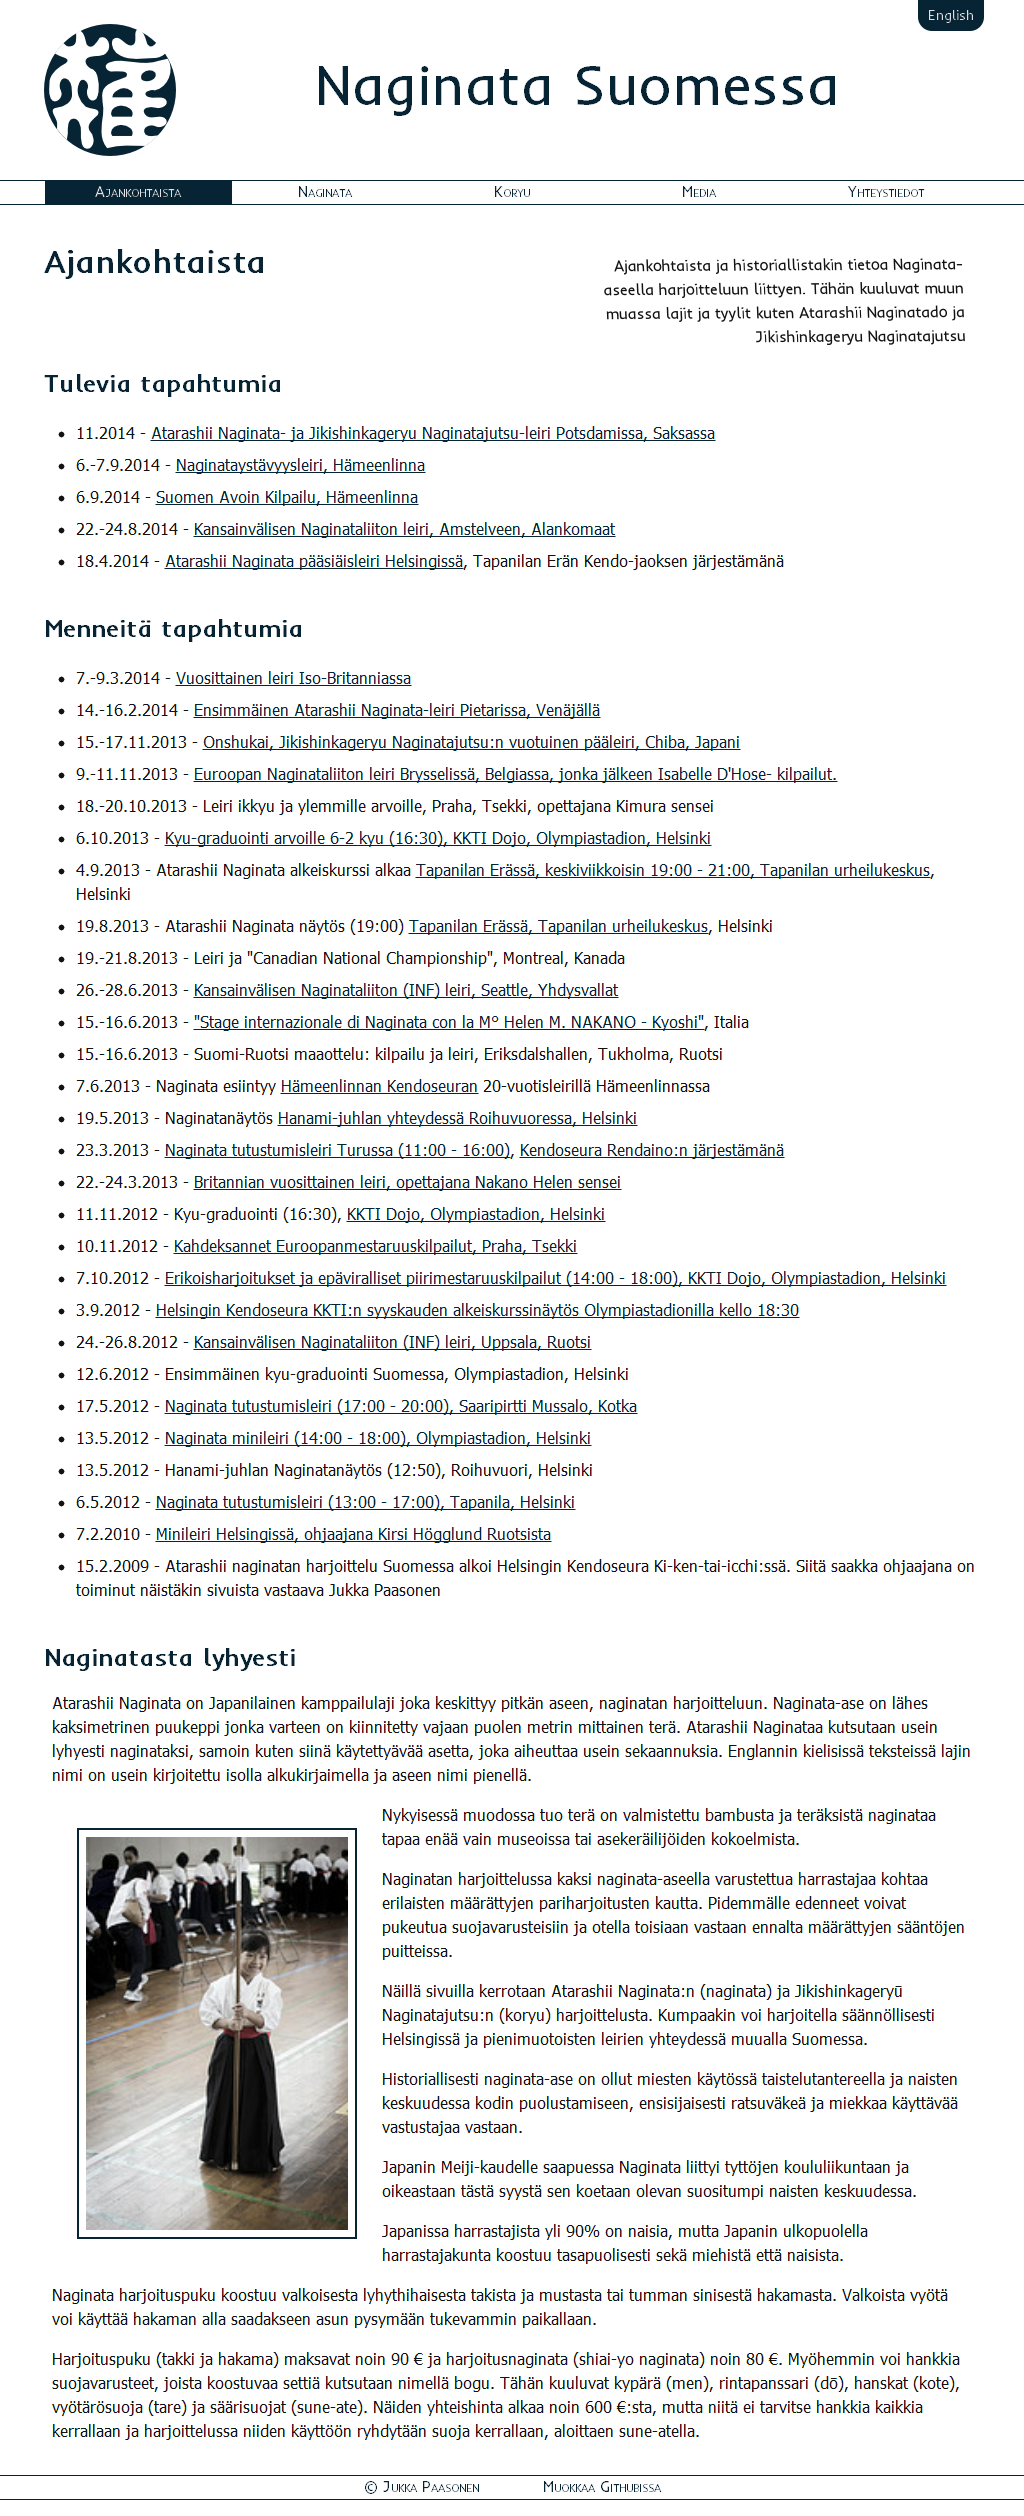 English
Naginata Suomessa
Ajankohtaista
Naginata
Koryu
Media
Yhteystiedot
Ajankohtaista
Ajankohtaista ja historiallistakin tietoa Naginata-
aseella harjoitteluun liittyen. Tähän kuuluvat muun
muassa lajit ja tyylit kuten Atarashii Naginatado ja
Jikishinkageryu Naginatajutsu
Tulevia tapahtumia
11.2014 - Atarashii Naginata- ja Jikishinkageryu Naginatajutsu-leiri Potsdamissa, Saksassa
6.-7.9.2014 - Naginataystävyysleiri, Hämeenlinna
6.9.2014 - Suomen Avoin Kilpailu, Hämeenlinna
22.-24.8.2014 - Kansainvälisen Naginataliiton leiri, Amstelveen, Alankomaat
18.4.2014 - Atarashii Naginata pääsiäisleiri Helsingissä, Tapanilan Erän Kendo-jaoksen järjestämänä
Menneitä tapahtumia
7.-9.3.2014 - Vuosittainen leiri Iso-Britanniassa
14.-16.2.2014 - Ensimmäinen Atarashii Naginata-leiri Pietarissa, Venäjällä
15.-17.11.2013 - Onshukai, Jikishinkageryu Naginatajutsu:n vuotuinen pääleiri, Chiba, Japani
9.-11.11.2013 - Euroopan Naginataliiton leiri Brysselissä, Belgiassa, jonka jälkeen Isabelle D'Hose- kilpailut.
18.-20.10.2013 - Leiri ikkyu ja ylemmille arvoille, Praha, Tsekki, opettajana Kimura sensei
6.10.2013 - Kyu-graduointi arvoille 6-2 kyu (16:30), KKTI Dojo, Olympiastadion, Helsinki
4.9.2013 - Atarashii Naginata alkeiskurssi alkaa Tapanilan Erässä, keskiviikkoisin 19:00 - 21:00, Tapanilan urheilukeskus,
Helsinki
19.8.2013 - Atarashii Naginata näytös (19:00) Tapanilan Erässä, Tapanilan urheilukeskus, Helsinki
19.-21.8.2013 - Leiri ja "Canadian National Championship", Montreal, Kanada
26.-28.6.2013 - Kansainvälisen Naginataliiton (INF) leiri, Seattle, Yhdysvallat
15.-16.6.2013 - "Stage internazionale di Naginata con la M° Helen M. NAKANO - Kyoshi", Italia
15.-16.6.2013 - Suomi-Ruotsi maaottelu: kilpailu ja leiri, Eriksdalshallen, Tukholma, Ruotsi
7.6.2013 - Naginata esiintyy Hämeenlinnan Kendoseuran 20-vuotisleirillä Hämeenlinnassa
19.5.2013 - Naginatanäytös Hanami-juhlan yhteydessä Roihuvuoressa, Helsinki
23.3.2013 - Naginata tutustumisleiri Turussa (11:00 - 16:00), Kendoseura Rendaino:n järjestämänä
22.-24.3.2013 - Britannian vuosittainen leiri, opettajana Nakano Helen sensei
11.11.2012 - Kyu-graduointi (16:30), KKTI Dojo, Olympiastadion, Helsinki
10.11.2012 - Kahdeksannet Euroopanmestaruuskilpailut, Praha, Tsekki
7.10.2012 - Erikoisharjoitukset ja epäviralliset piirimestaruuskilpailut (14:00 - 18:00), KKTI Dojo, Olympiastadion, Helsinki
3.9.2012 - Helsingin Kendoseura KKTI:n syyskauden alkeiskurssinäytös Olympiastadionilla kello 18:30
24.-26.8.2012 - Kansainvälisen Naginataliiton (INF) leiri, Uppsala, Ruotsi
12.6.2012 - Ensimmäinen kyu-graduointi Suomessa, Olympiastadion, Helsinki
17.5.2012 - Naginata tutustumisleiri (17:00 - 20:00), Saaripirtti Mussalo, Kotka
13.5.2012 - Naginata minileiri (14:00 - 18:00), Olympiastadion, Helsinki
13.5.2012 - Hanami-juhlan Naginatanäytös (12:50), Roihuvuori, Helsinki
6.5.2012 - Naginata tutustumisleiri (13:00 - 17:00), Tapanila, Helsinki
7.2.2010 - Minileiri Helsingissä, ohjaajana Kirsi Högglund Ruotsista
15.2.2009 - Atarashii naginatan harjoittelu Suomessa alkoi Helsingin Kendoseura Ki-ken-tai-icchi:ssä. Siitä saakka ohjaajana on
toiminut näistäkin sivuista vastaava Jukka Paasonen
Naginatasta lyhyesti
Atarashii Naginata on Japanilainen kamppailulaji joka keskittyy pitkän aseen, naginatan harjoitteluun. Naginata-ase on lähes
kaksimetrinen puukeppi jonka varteen on kiinnitetty vajaan puolen metrin mittainen terä. Atarashii Naginataa kutsutaan usein
lyhyesti naginataksi, samoin kuten siinä käytettyävää asetta, joka aiheuttaa usein sekaannuksia. Englannin kielisissä teksteissä lajin
nimi on usein kirjoitettu isolla alkukirjaimella ja aseen nimi pienellä.
Nykyisessä muodossa tuo terä on valmistettu bambusta ja teräksistä naginataa
tapaa enää vain museoissa tai asekeräilijöiden kokoelmista.
Naginatan harjoittelussa kaksi naginata-aseella varustettua harrastajaa kohtaa
erilaisten määrättyjen pariharjoitusten kautta. Pidemmälle edenneet voivat
pukeutua suojavarusteisiin ja otella toisiaan vastaan ennalta määrättyjen sääntöjen
puitteissa.
Näillä sivuilla kerrotaan Atarashii Naginata:n (naginata) ja Jikishinkageryū
Naginatajutsu:n (koryu) harjoittelusta. Kumpaakin voi harjoitella säännöllisesti
Helsingissä ja pienimuotoisten leirien yhteydessä muualla Suomessa.
Historiallisesti naginata-ase on ollut miesten käytössä taistelutantereella ja naisten
keskuudessa kodin puolustamiseen, ensisijaisesti ratsuväkeä ja miekkaa käyttävää
vastustajaa vastaan.
Japanin Meiji-kaudelle saapuessa Naginata liittyi tyttöjen koululiikuntaan ja
oikeastaan tästä syystä sen koetaan olevan suositumpi naisten keskuudessa.
Japanissa harrastajista yli 90% on naisia, mutta Japanin ulkopuolella
harrastajakunta koostuu tasapuolisesti sekä miehistä että naisista.
Naginata harjoituspuku koostuu valkoisesta lyhythihaisesta takista ja mustasta tai tumman sinisestä hakamasta. Valkoista vyötä
voi käyttää hakaman alla saadakseen asun pysymään tukevammin paikallaan.
Harjoituspuku (takki ja hakama) maksavat noin 90 € ja harjoitusnaginata (shiai-yo naginata) noin 80 €. Myöhemmin voi hankkia
suojavarusteet, joista koostuvaa settiä kutsutaan nimellä bogu. Tähän kuuluvat kypärä (men), rintapanssari (dō), hanskat (kote),
vyötärösuoja (tare) ja säärisuojat (sune-ate). Näiden yhteishinta alkaa noin 600 €:sta, mutta niitä ei tarvitse hankkia kaikkia
kerrallaan ja harjoittelussa niiden käyttöön ryhdytään suoja kerrallaan, aloittaen sune-atella.
© Jukka Paasonen
Muokkaa Githubissa